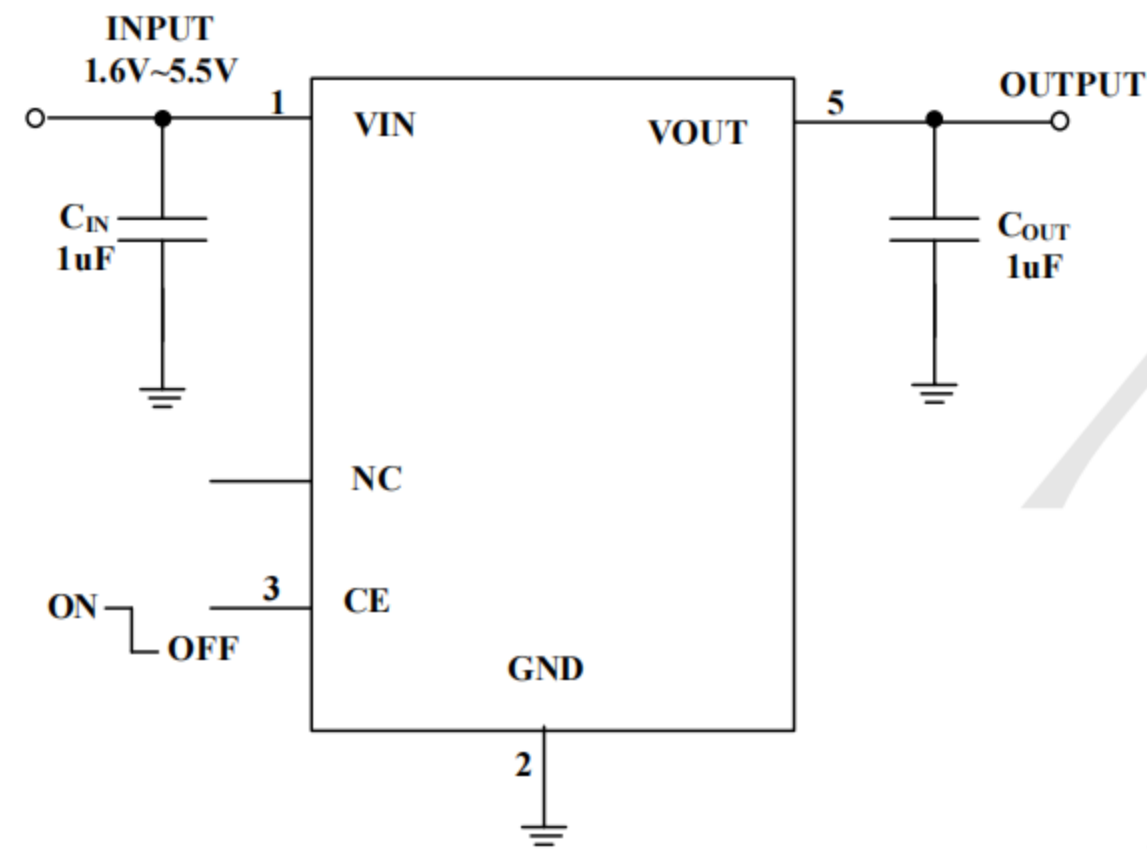 INPUT
1.6V~5.5V
OUTPUT
1
5
VIN
VOUT
CIN
1uF
COUT
1uF
NC
3
CE
ON
OFF
GND
2